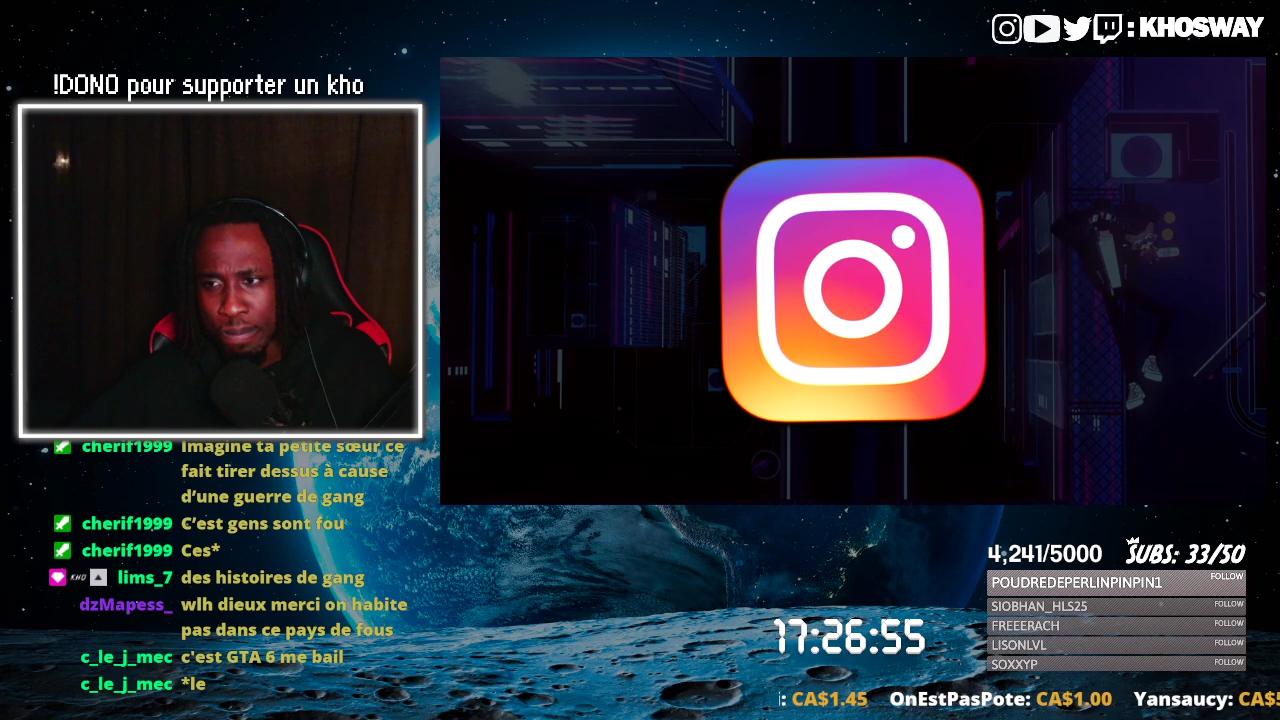 : KHOSWAY
!DONO pour supporter un kho
cherif1999 Imagine ta petite sœur ce
fait tirer dessus à cause
d’une guerre de gang
cherif1999 C’est gens sont fou
cherif1999 Ces*
KHO lims_7 des histoires de gang
dzMapess_ wlh dieux merci on habite
pas dans ce pays de fous
c_le_j_mec c'est GTA 6 me bail
c_le_j_mec *le
4,241/5000 SUBS: 33/50
POUDREDEPERLINPINPIN1 FOLLOW
SIOBHAN_HLS25 FOLLOW
FREEERACH FOLLOW
LISONLVL FOLLOW
SOXXYP FOLLOW
17:26:55
: CA$1.45 OnEstPasPote: CA$1.00 Yansaucy: CA$